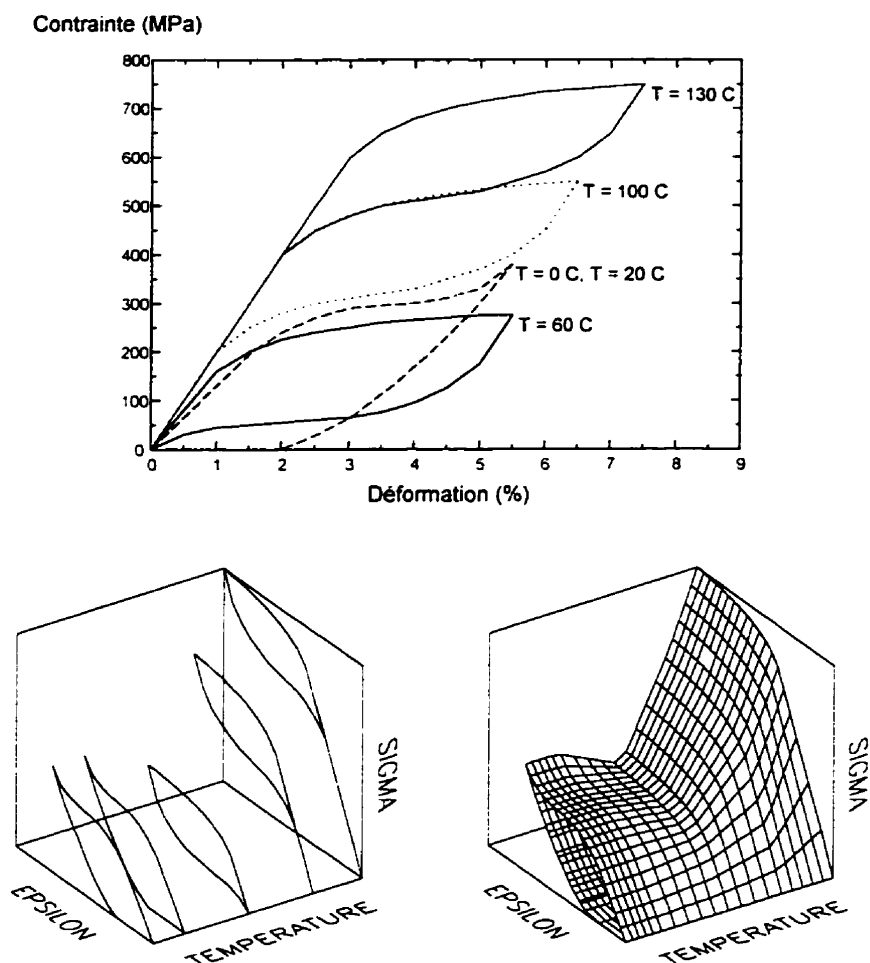 Contrainte (MPa)
800
700
600
500
400
300
200
100
0
T = 130 C
T = 100 C
T = 0 C, T = 20 C
T = 60 C
0 1 2 3 4 5 6 7 8 9
Déformation (%)
SIGMA
EPSILON
TEMPERATURE
SIGMA
EPSILON
TEMPERATURE